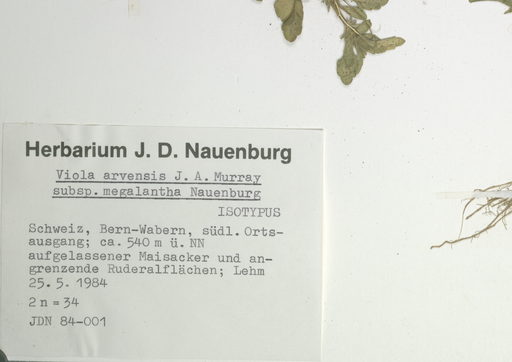 Herbarium J. D. Nauenburg
Viola arvensis J. A. Murray
subsp. megalantha Nauenburg
ISOTYPUS
Schweiz, Bern-Wabern, südl. Orts-
ausgang; ca. 540 m ü. NN
aufgelassener Maisacker und an-
grenzende Ruderalflächen; Lehm
25. 5. 1984
2 n = 34
JDN 84-001